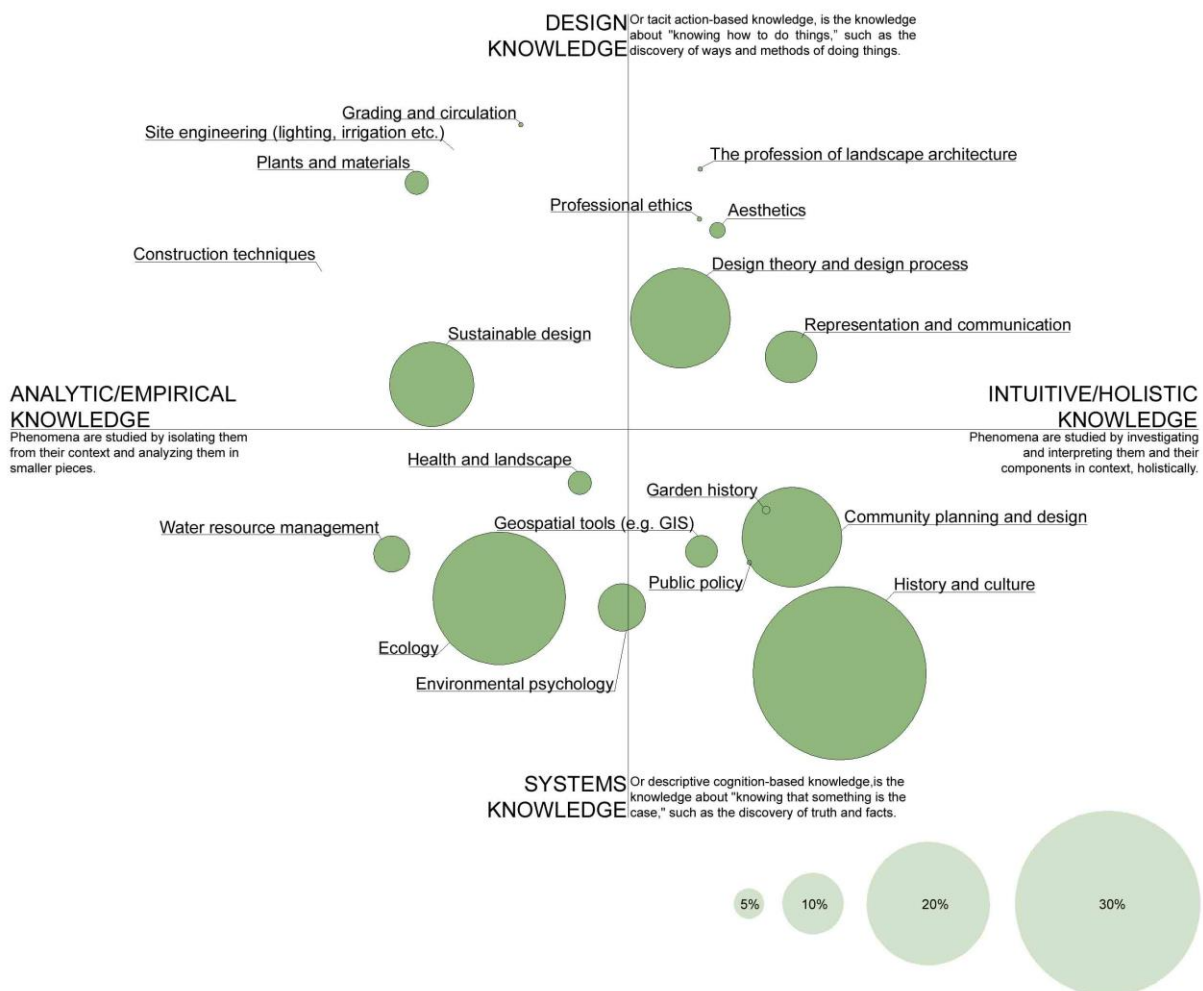 DESIGN
KNOWLEDGE
Or tacit action-based knowledge, is the knowledge
about "knowing how to do things," such as the
discovery of ways and methods of doing things.
Grading and circulation
Site engineering (lighting, irrigation etc.)
Plants and materials
The profession of landscape architecture
Professional ethics
Aesthetics
Construction techniques
Design theory and design process
Sustainable design
Representation and communication
ANALYTIC/EMPIRICAL
KNOWLEDGE
Phenomena are studied by isolating them
from their context and analyzing them in
smaller pieces.
INTUITIVE/HOLISTIC
KNOWLEDGE
Phenomena are studied by investigating
and interpreting them and their
components in context, holistically.
Health and landscape
Garden history
Water resource management
Geospatial tools (e.g. GIS)
Community planning and design
Public policy
History and culture
Ecology
Environmental psychology
SYSTEMS
KNOWLEDGE
Or descriptive cognition-based knowledge,is the
knowledge about "knowing that something is the
case," such as the discovery of truth and facts.
5%
10%
20%
30%